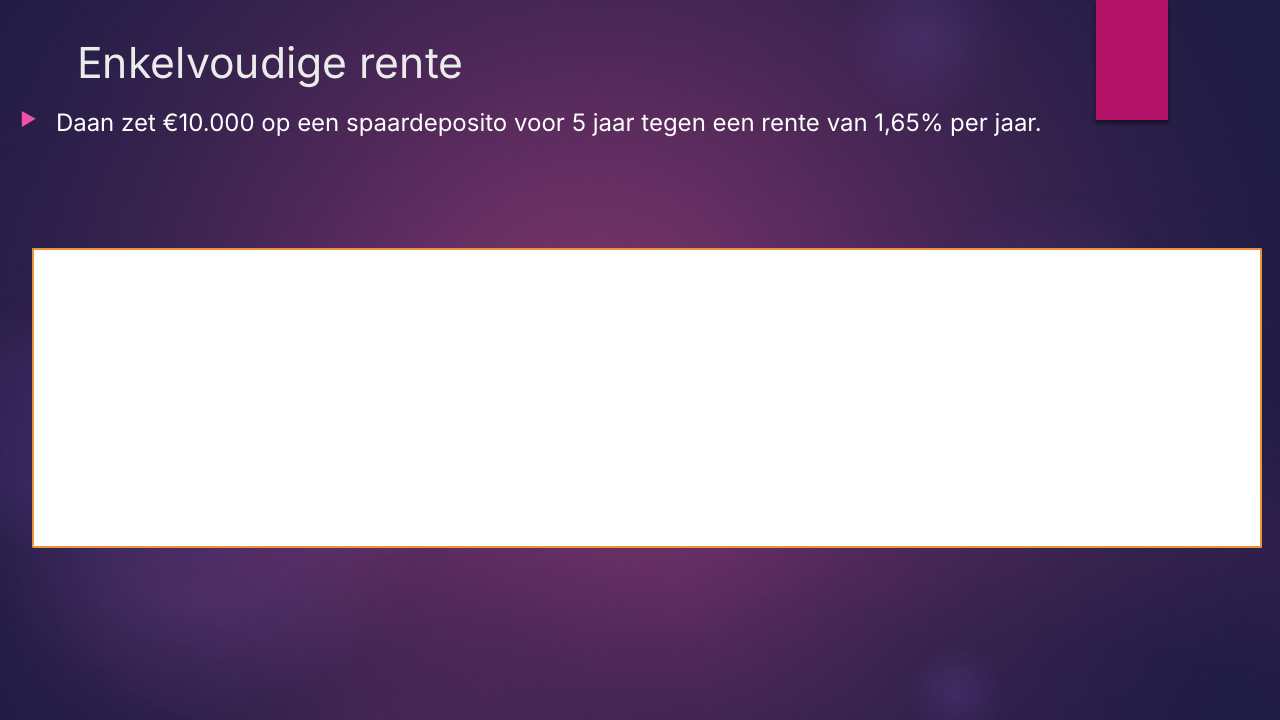 Enkelvoudige rente
Daan zet €10.000 op een spaardeposito voor 5 jaar tegen een rente van 1,65% per jaar.